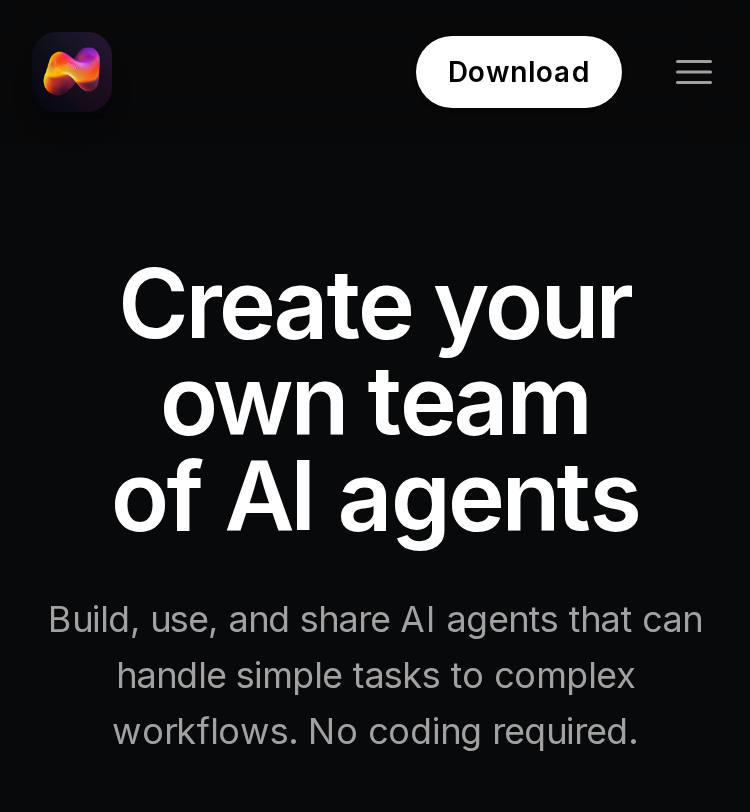 Download
Create your
own team
of AI agents
Build, use, and share AI agents that can
handle simple tasks to complex
workflows. No coding required.